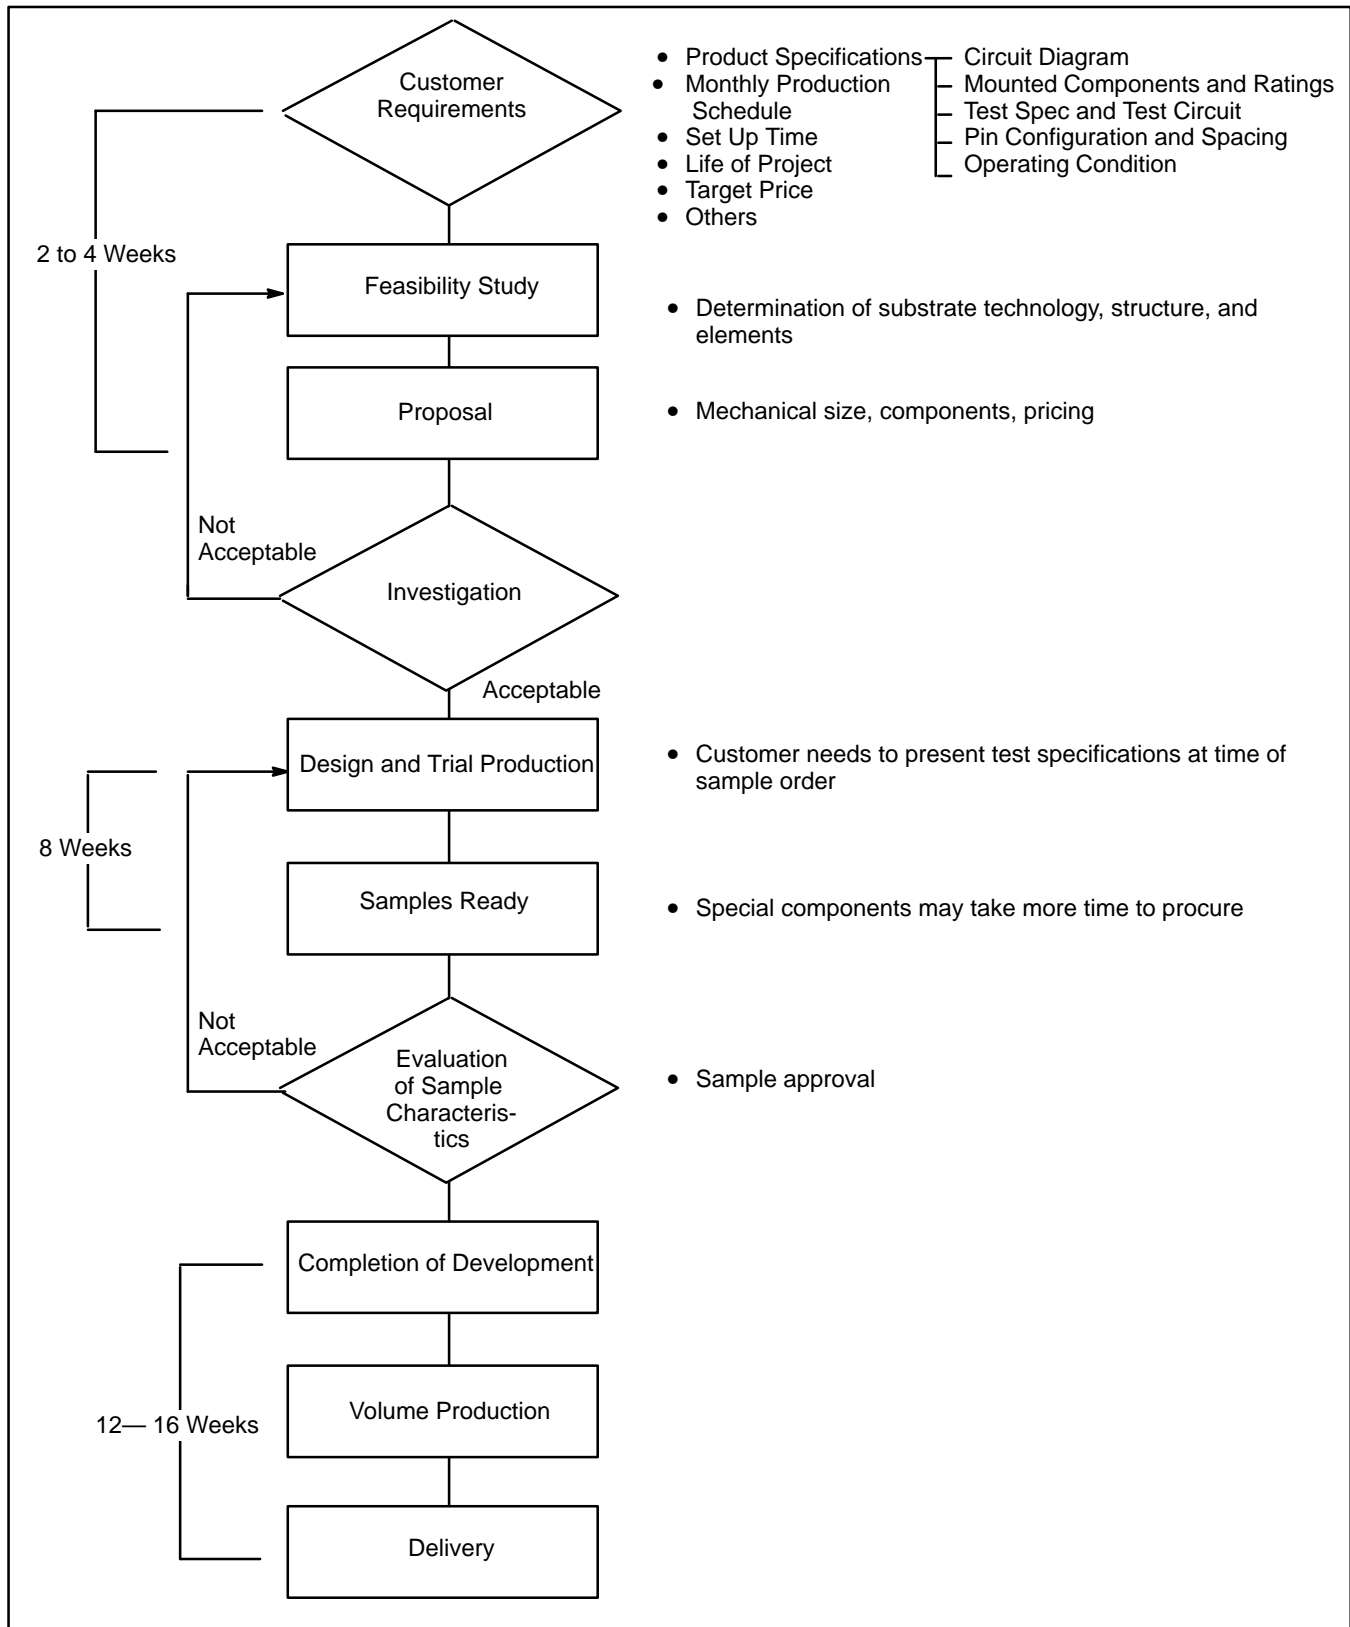 Customer
Requirements
• Product Specifications
• Monthly Production
Schedule
• Set Up Time
• Life of Project
• Target Price
• Others
Circuit Diagram
Mounted Components and Ratings
Test Spec and Test Circuit
Pin Configuration and Spacing
Operating Condition
2 to 4 Weeks
Feasibility Study
• Determination of substrate technology, structure, and
elements
Proposal
• Mechanical size, components, pricing
Not
Acceptable
Investigation
Acceptable
Design and Trial Production
• Customer needs to present test specifications at time of
sample order
8 Weeks
Samples Ready
• Special components may take more time to procure
Not
Acceptable
Evaluation
of Sample
Characteris-
tics
• Sample approval
Completion of Development
12— 16 Weeks
Volume Production
Delivery